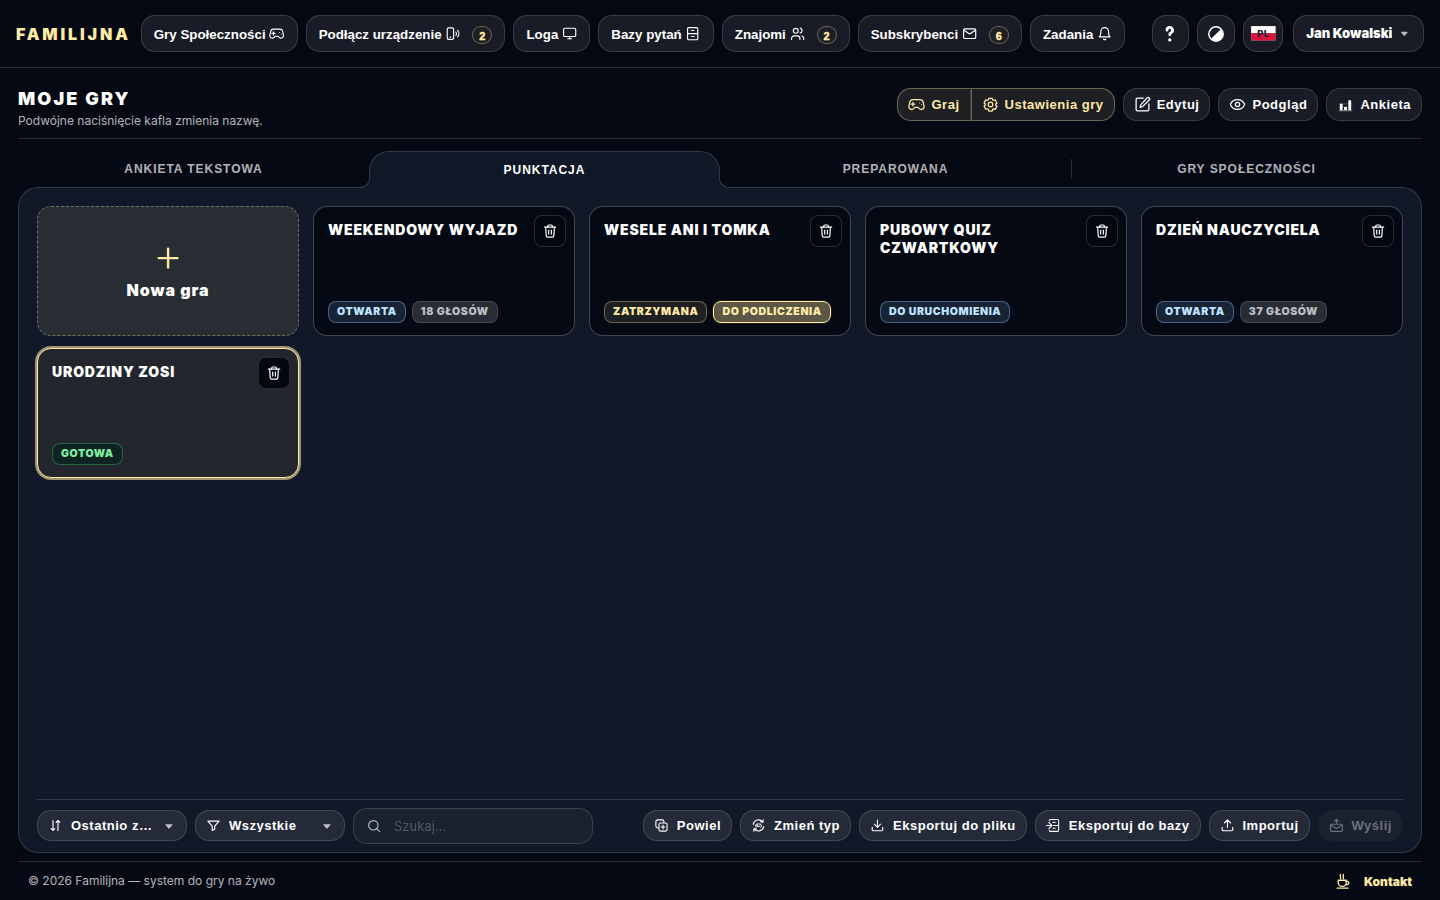 FAMILIJNA
Gry Społeczności
Podłącz urządzenie 2
Loga
Bazy pytań
Znajomi 2
Subskrybenci 6
Zadania
?
PL
Jan Kowalski
MOJE GRY
Podwójne naciśnięcie kafla zmienia nazwę.
Graj
Ustawienia gry
Edytuj
Podgląd
Ankieta
ANKIETA TEKSTOWA
PUNKTACJA
PREPAROWANA
GRY SPOŁECZNOŚCI
Nowa gra
WEEKENDOWY WYJAZD
OTWARTA
18 GŁOSÓW
WESELE ANI I TOMKA
ZATRZYMANA
DO PODLICZENIA
PUBOWY QUIZ
CZWARTKOWY
DO URUCHOMIENIA
DZIEŃ NAUCZYCIELA
OTWARTA
37 GŁOSÓW
URODZINY ZOSI
GOTOWA
Ostatnio z...
Wszystkie
Szukaj...
Powiel
Zmień typ
Eksportuj do pliku
Eksportuj do bazy
Importuj
Wyślij
© 2026 Familijna — system do gry na żywo
Kontakt